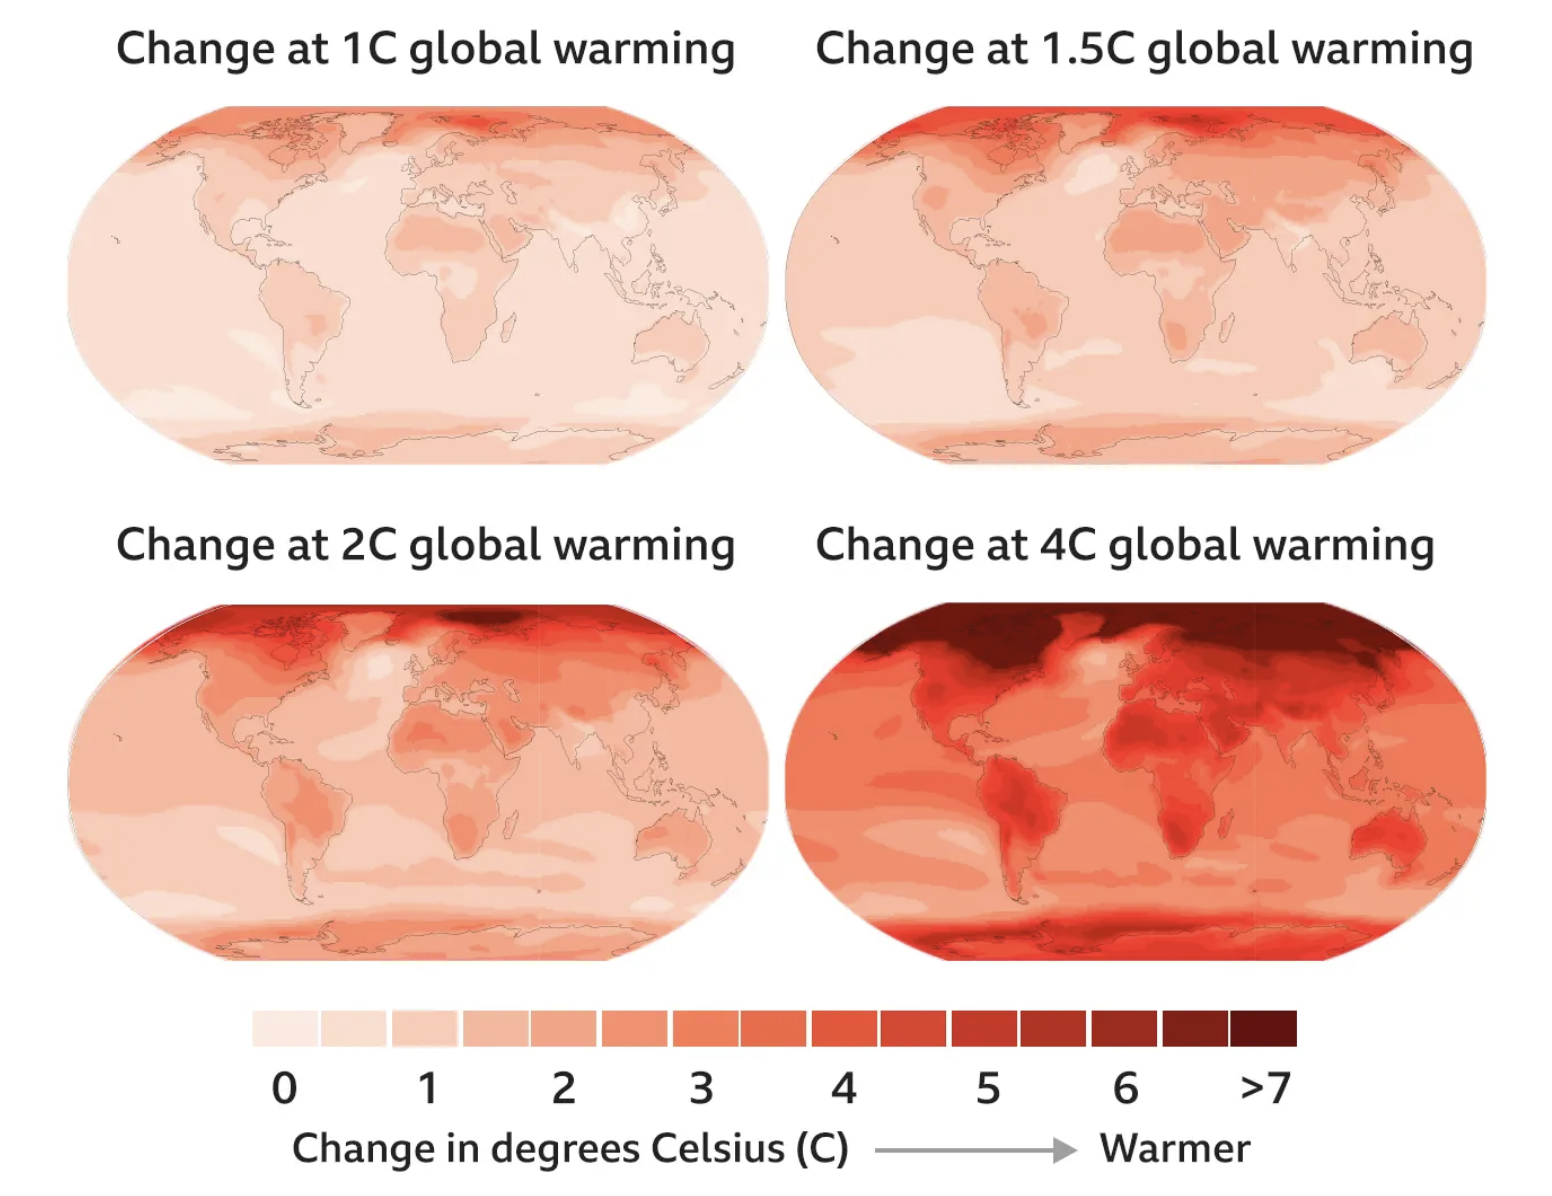 Change at 1C global warming
Change at 1.5C global warming
Change at 2C global warming
Change at 4C global warming
0 1 2 3 4 5 6 >7
Change in degrees Celsius (C) Warmer